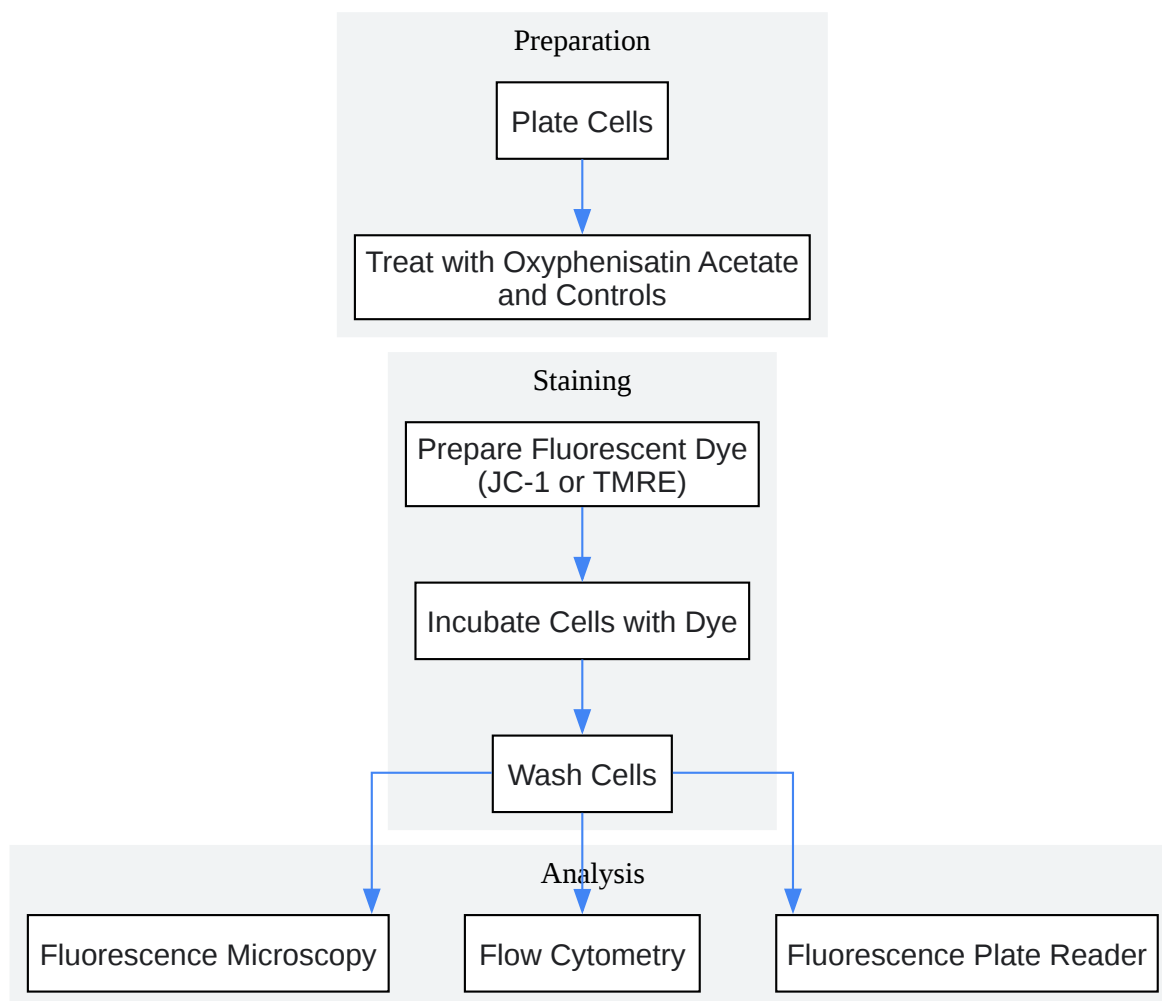 Preparation
Plate Cells
Treat with Oxyphenisatin Acetate
and Controls
Staining
Prepare Fluorescent Dye
(JC-1 or TMRE)
Incubate Cells with Dye
Wash Cells
Analysis
Fluorescence Microscopy
Flow Cytometry
Fluorescence Plate Reader